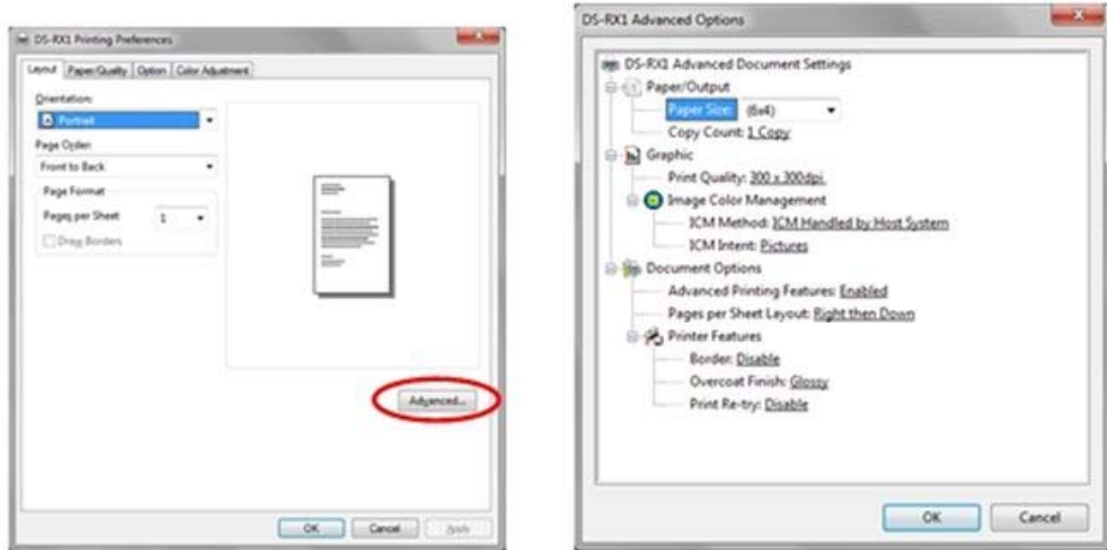 DS-RX1 Printing Preferences
Layout Paper/Quality Option Color Adjustment
Orientation:
Portrait
Page Order:
Front to Back
Page Format
Pages per Sheet 1
Draw Borders
Advanced...
OK Cancel Apply
DS-RX1 Advanced Options
DS-RX1 Advanced Document Settings
Paper/Output
Paper Size: (6x4)
Copy Count: 1 Copy
Graphic
Print Quality: 300 x 300dpi.
Image Color Management
ICM Method: ICM Handled by Host System
ICM Intent: Pictures
Document Options
Advanced Printing Features: Enabled
Pages per Sheet Layout: Right then Down
Printer Features
Border: Disable
Overcoat Finish: Glossy
Print Re-try: Disable
OK Cancel